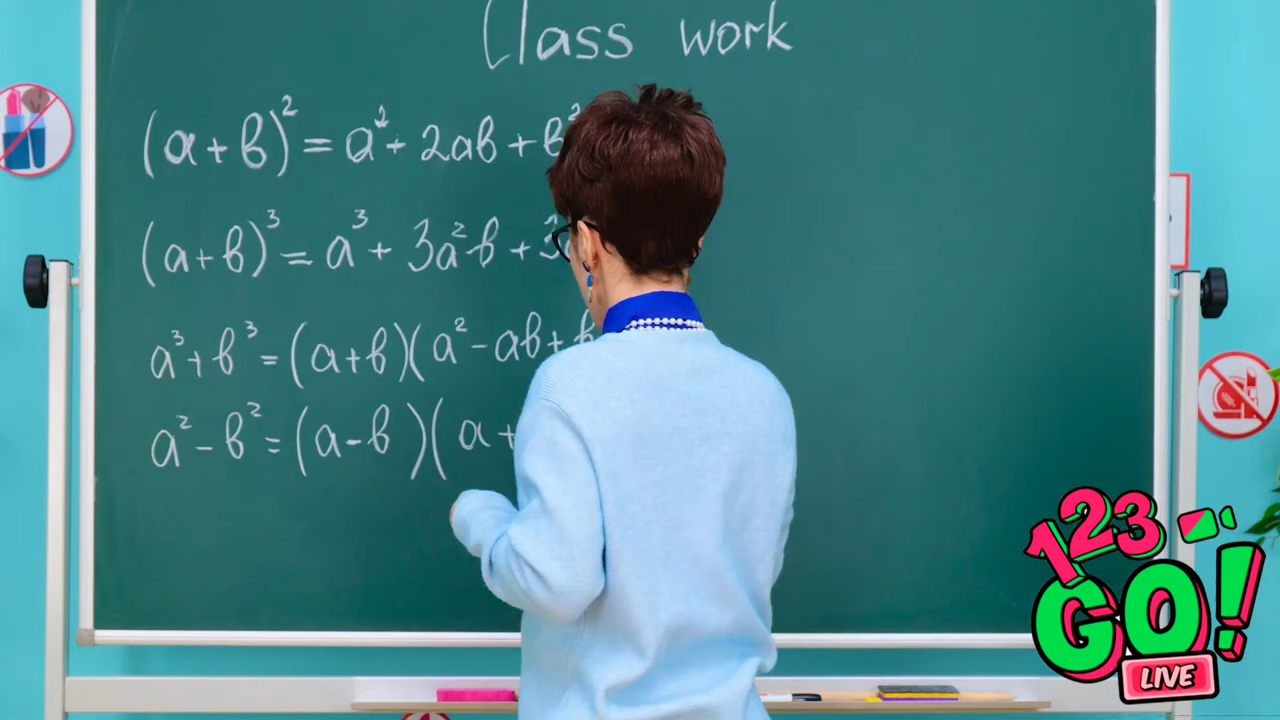 Class work
(a+b)² = a² + 2ab + b²
(a+b)³ = a³ + 3a²b + 3
a³+b³=(a+b)(a²-ab+b
a²-b²=(a-b)(a+
123
GO!
LIVE